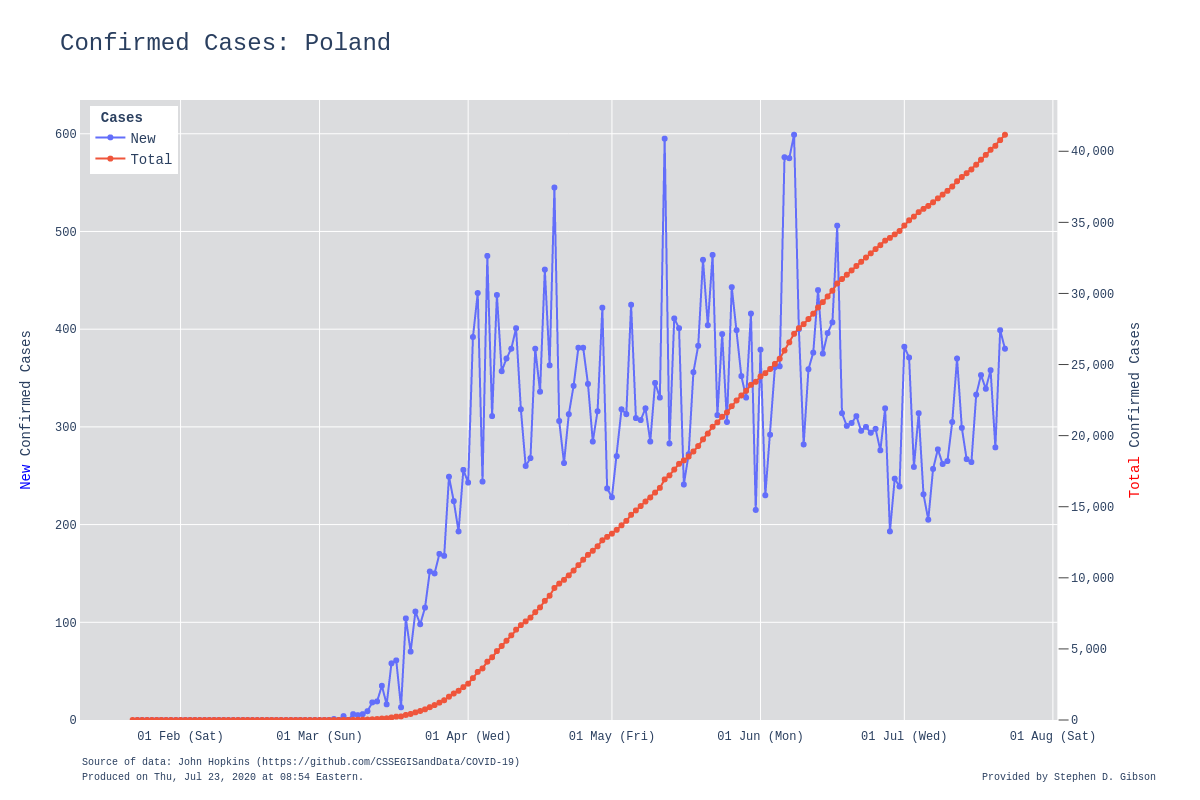 Confirmed Cases: Poland
Cases
New
Total
600
500
400
300
200
100
0
40,000
35,000
30,000
25,000
20,000
15,000
10,000
5,000
0
New Confirmed Cases
Total Confirmed Cases
01 Feb (Sat) 01 Mar (Sun) 01 Apr (Wed) 01 May (Fri) 01 Jun (Mon) 01 Jul (Wed) 01 Aug (Sat)
Source of data: John Hopkins (https://github.com/CSSEGISandData/COVID-19)
Produced on Thu, Jul 23, 2020 at 08:54 Eastern.
Provided by Stephen D. Gibson